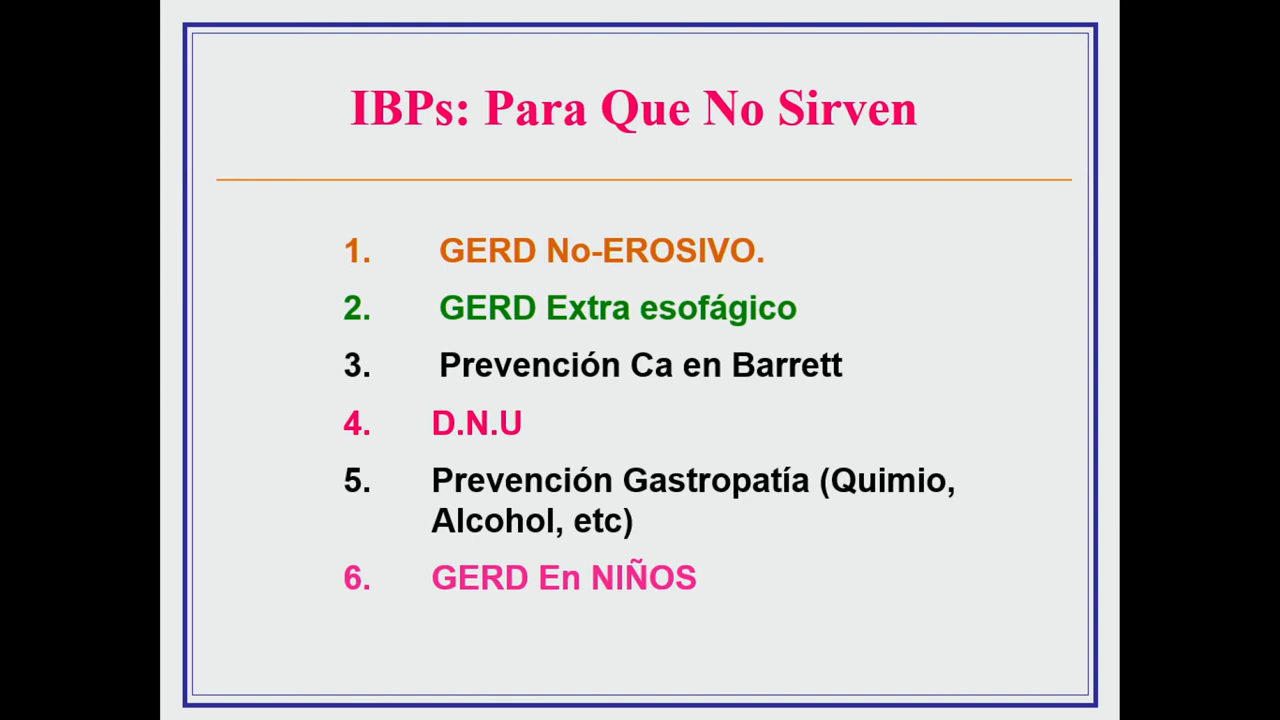 IBPs: Para Que No Sirven
1. GERD No-EROSIVO.
2. GERD Extra esofágico
3. Prevención Ca en Barrett
4. D.N.U
5. Prevención Gastropatía (Quimio,
Alcohol, etc)
6. GERD En NIÑOS